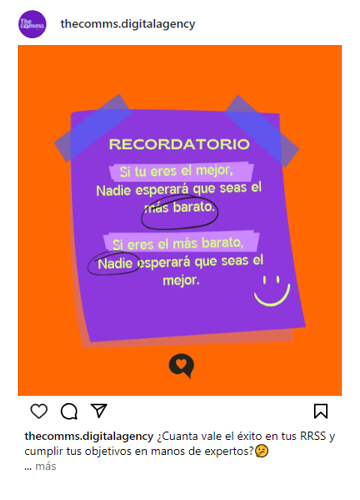 The
comms
thecomms.digitalagency
RECORDATORIO
Si tu eres el mejor,
Nadie esperará que seas el
más barato.
Si eres el más barato,
Nadie esperará que seas el
mejor.
thecomms.digitalagency ¿Cuanta vale el éxito en tus RRSS y
cumplir tus objetivos en manos de expertos?🤔
... más